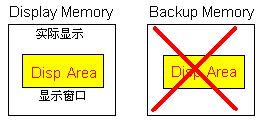 Display Memory
实际显示
Disp Area
显示窗口
Backup Memory
Disp Area